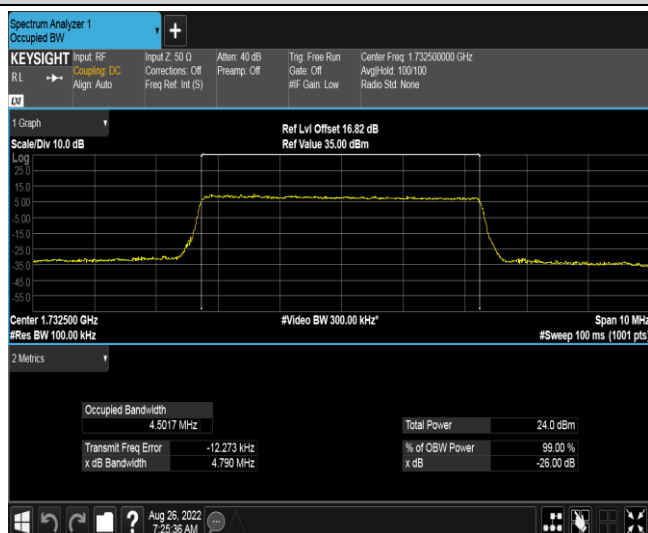 Spectrum Analyzer 1
Occupied BW
+
KEYSIGHT
RL
LXI
Input: RF
Coupling: DC
Align: Auto
Input Z: 50 Ω
Corrections: Off
Freq Ref: Int (S)
Atten: 40 dB
Preamp: Off
Trig: Free Run
Gate: Off
#IF Gain: Low
Center Freq: 1.732500000 GHz
Avg|Hold: 100/100
Radio Std: None
1 Graph
Scale/Div 10.0 dB
Ref Lvl Offset 16.82 dB
Ref Value 35.00 dBm
Log
25.0
15.0
5.00
-5.00
-15.0
-25.0
-35.0
-45.0
-55.0
Center 1.732500 GHz
#Video BW 300.00 kHz*
Span 10 MHz
#Res BW 100.00 kHz
#Sweep 100 ms (1001 pts)
2 Metrics
Occupied Bandwidth
4.5017 MHz
Total Power 24.0 dBm
Transmit Freq Error -12.273 kHz
% of OBW Power 99.00 %
x dB Bandwidth 4.790 MHz
x dB -26.00 dB
?
Aug 26, 2022
7:25:36 AM